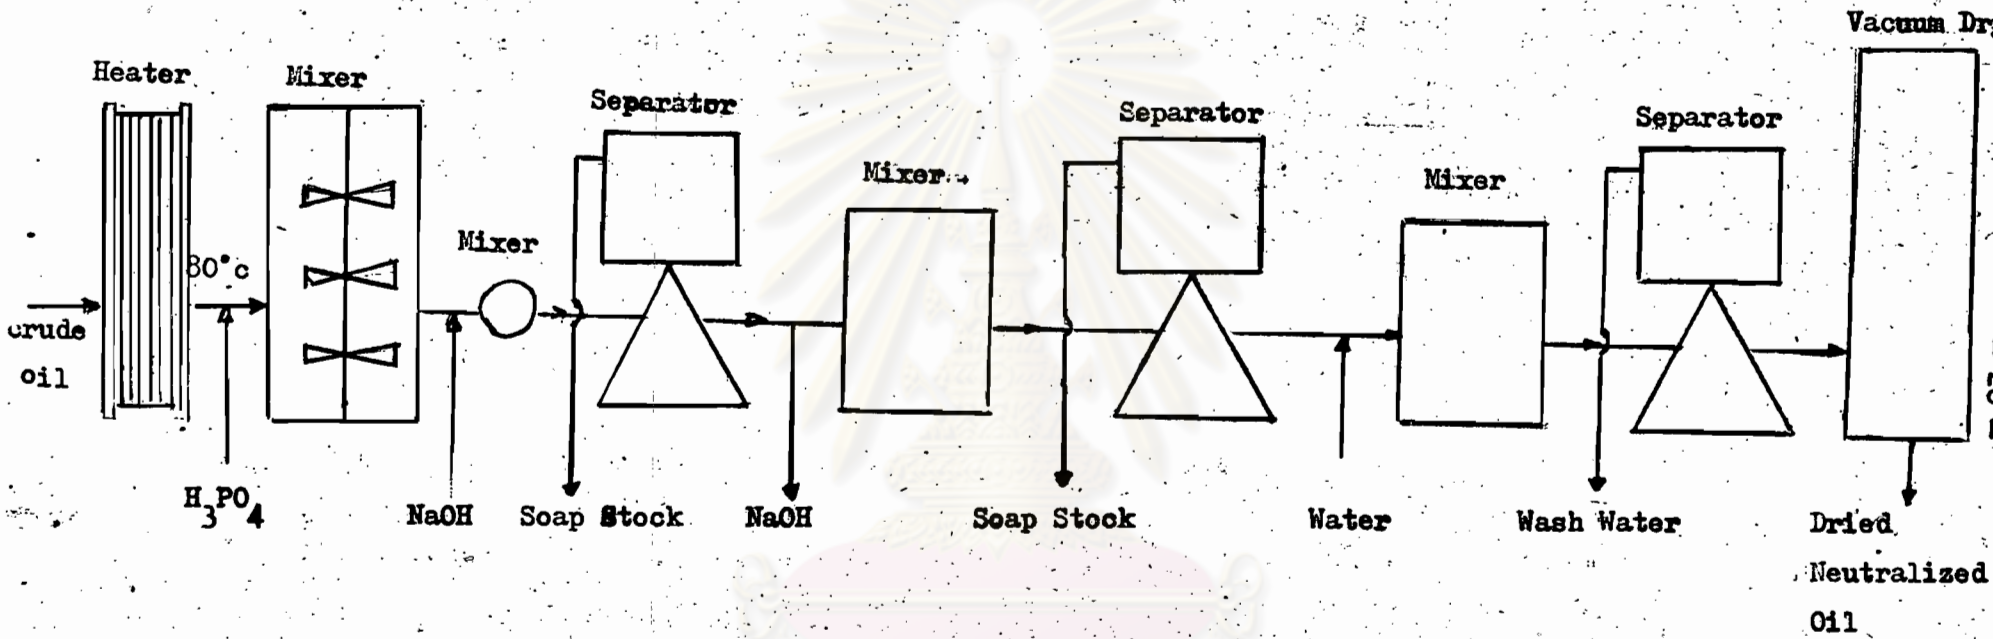 Heater
Mixer
Separator
Mixer
Mixer
Separator
Mixer
Separator
Vacuum
80°c
crude
oil
H3PO4
NaOH
Soap Stock
NaOH
Soap Stock
Water
Wash Water
Dried
Neutralized
Oil